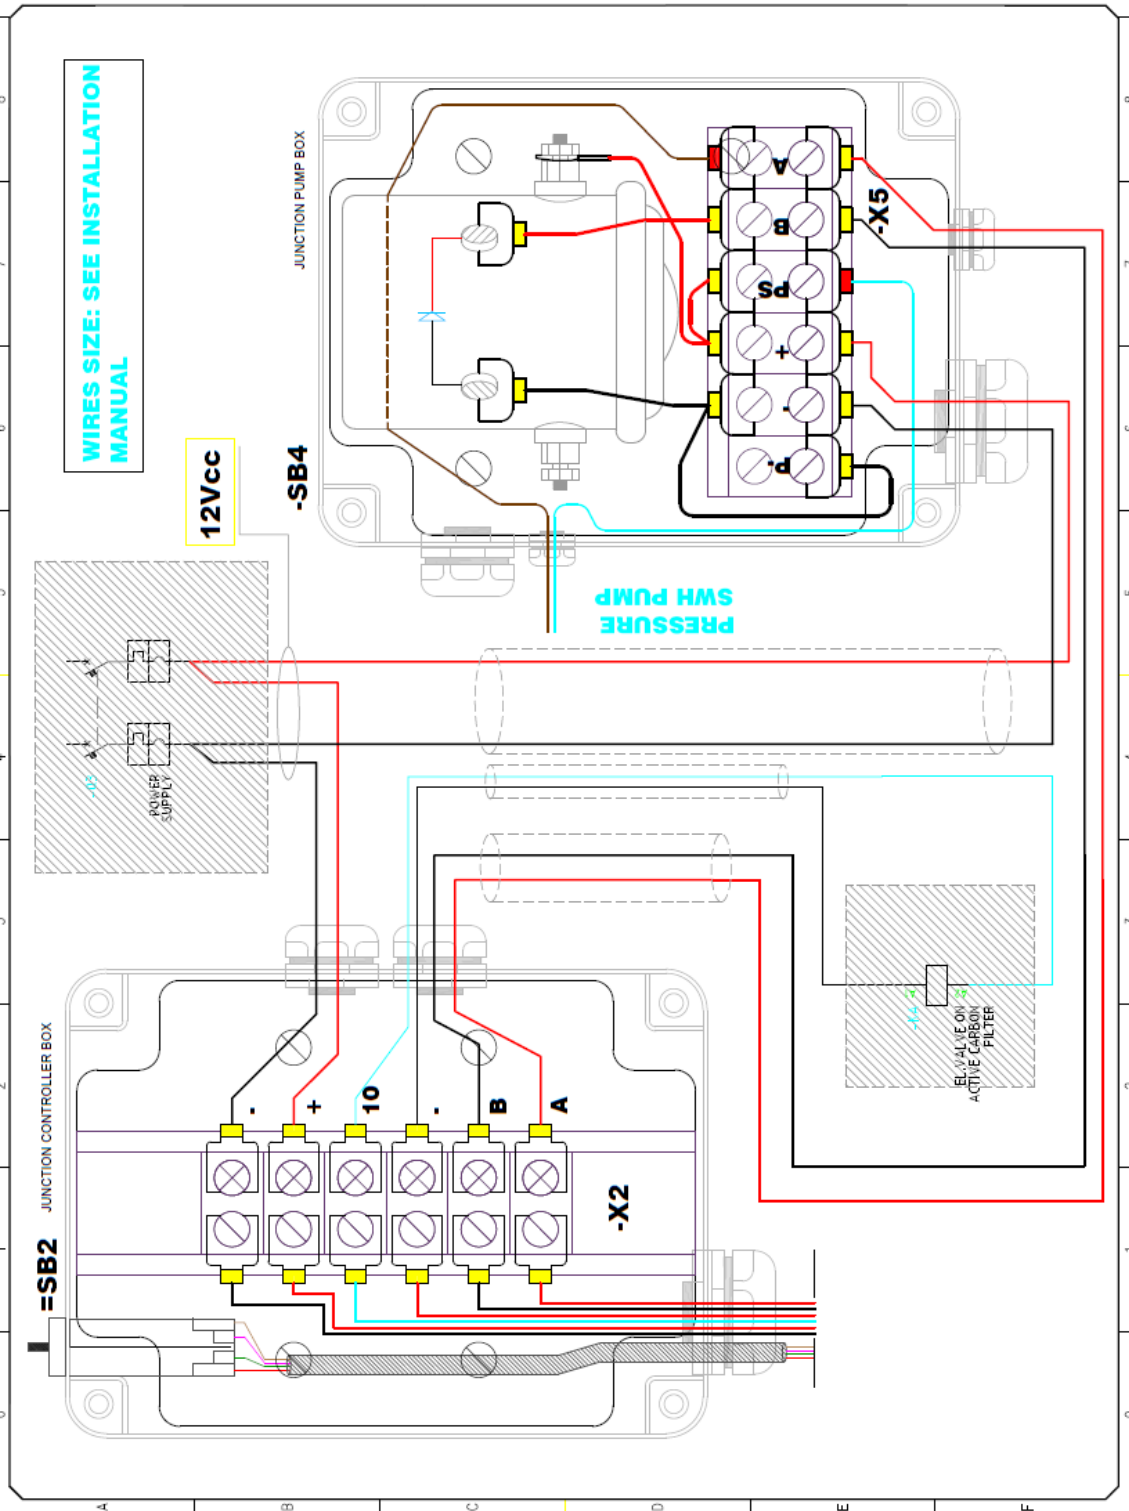 WIRES SIZE: SEE INSTALLATION
MANUAL
JUNCTION PUMP BOX
-SB4
12Vcc
A
B
PS
+
-
P-
-X5
PRESSURE
SWH PUMP
POWER
SUPPLY
EL.VALVE ON
ACTIVE CARBON
FILTER
JUNCTION CONTROLLER BOX
=SB2
-
+
10
-
B
A
-X2
A
B
C
D
E
F